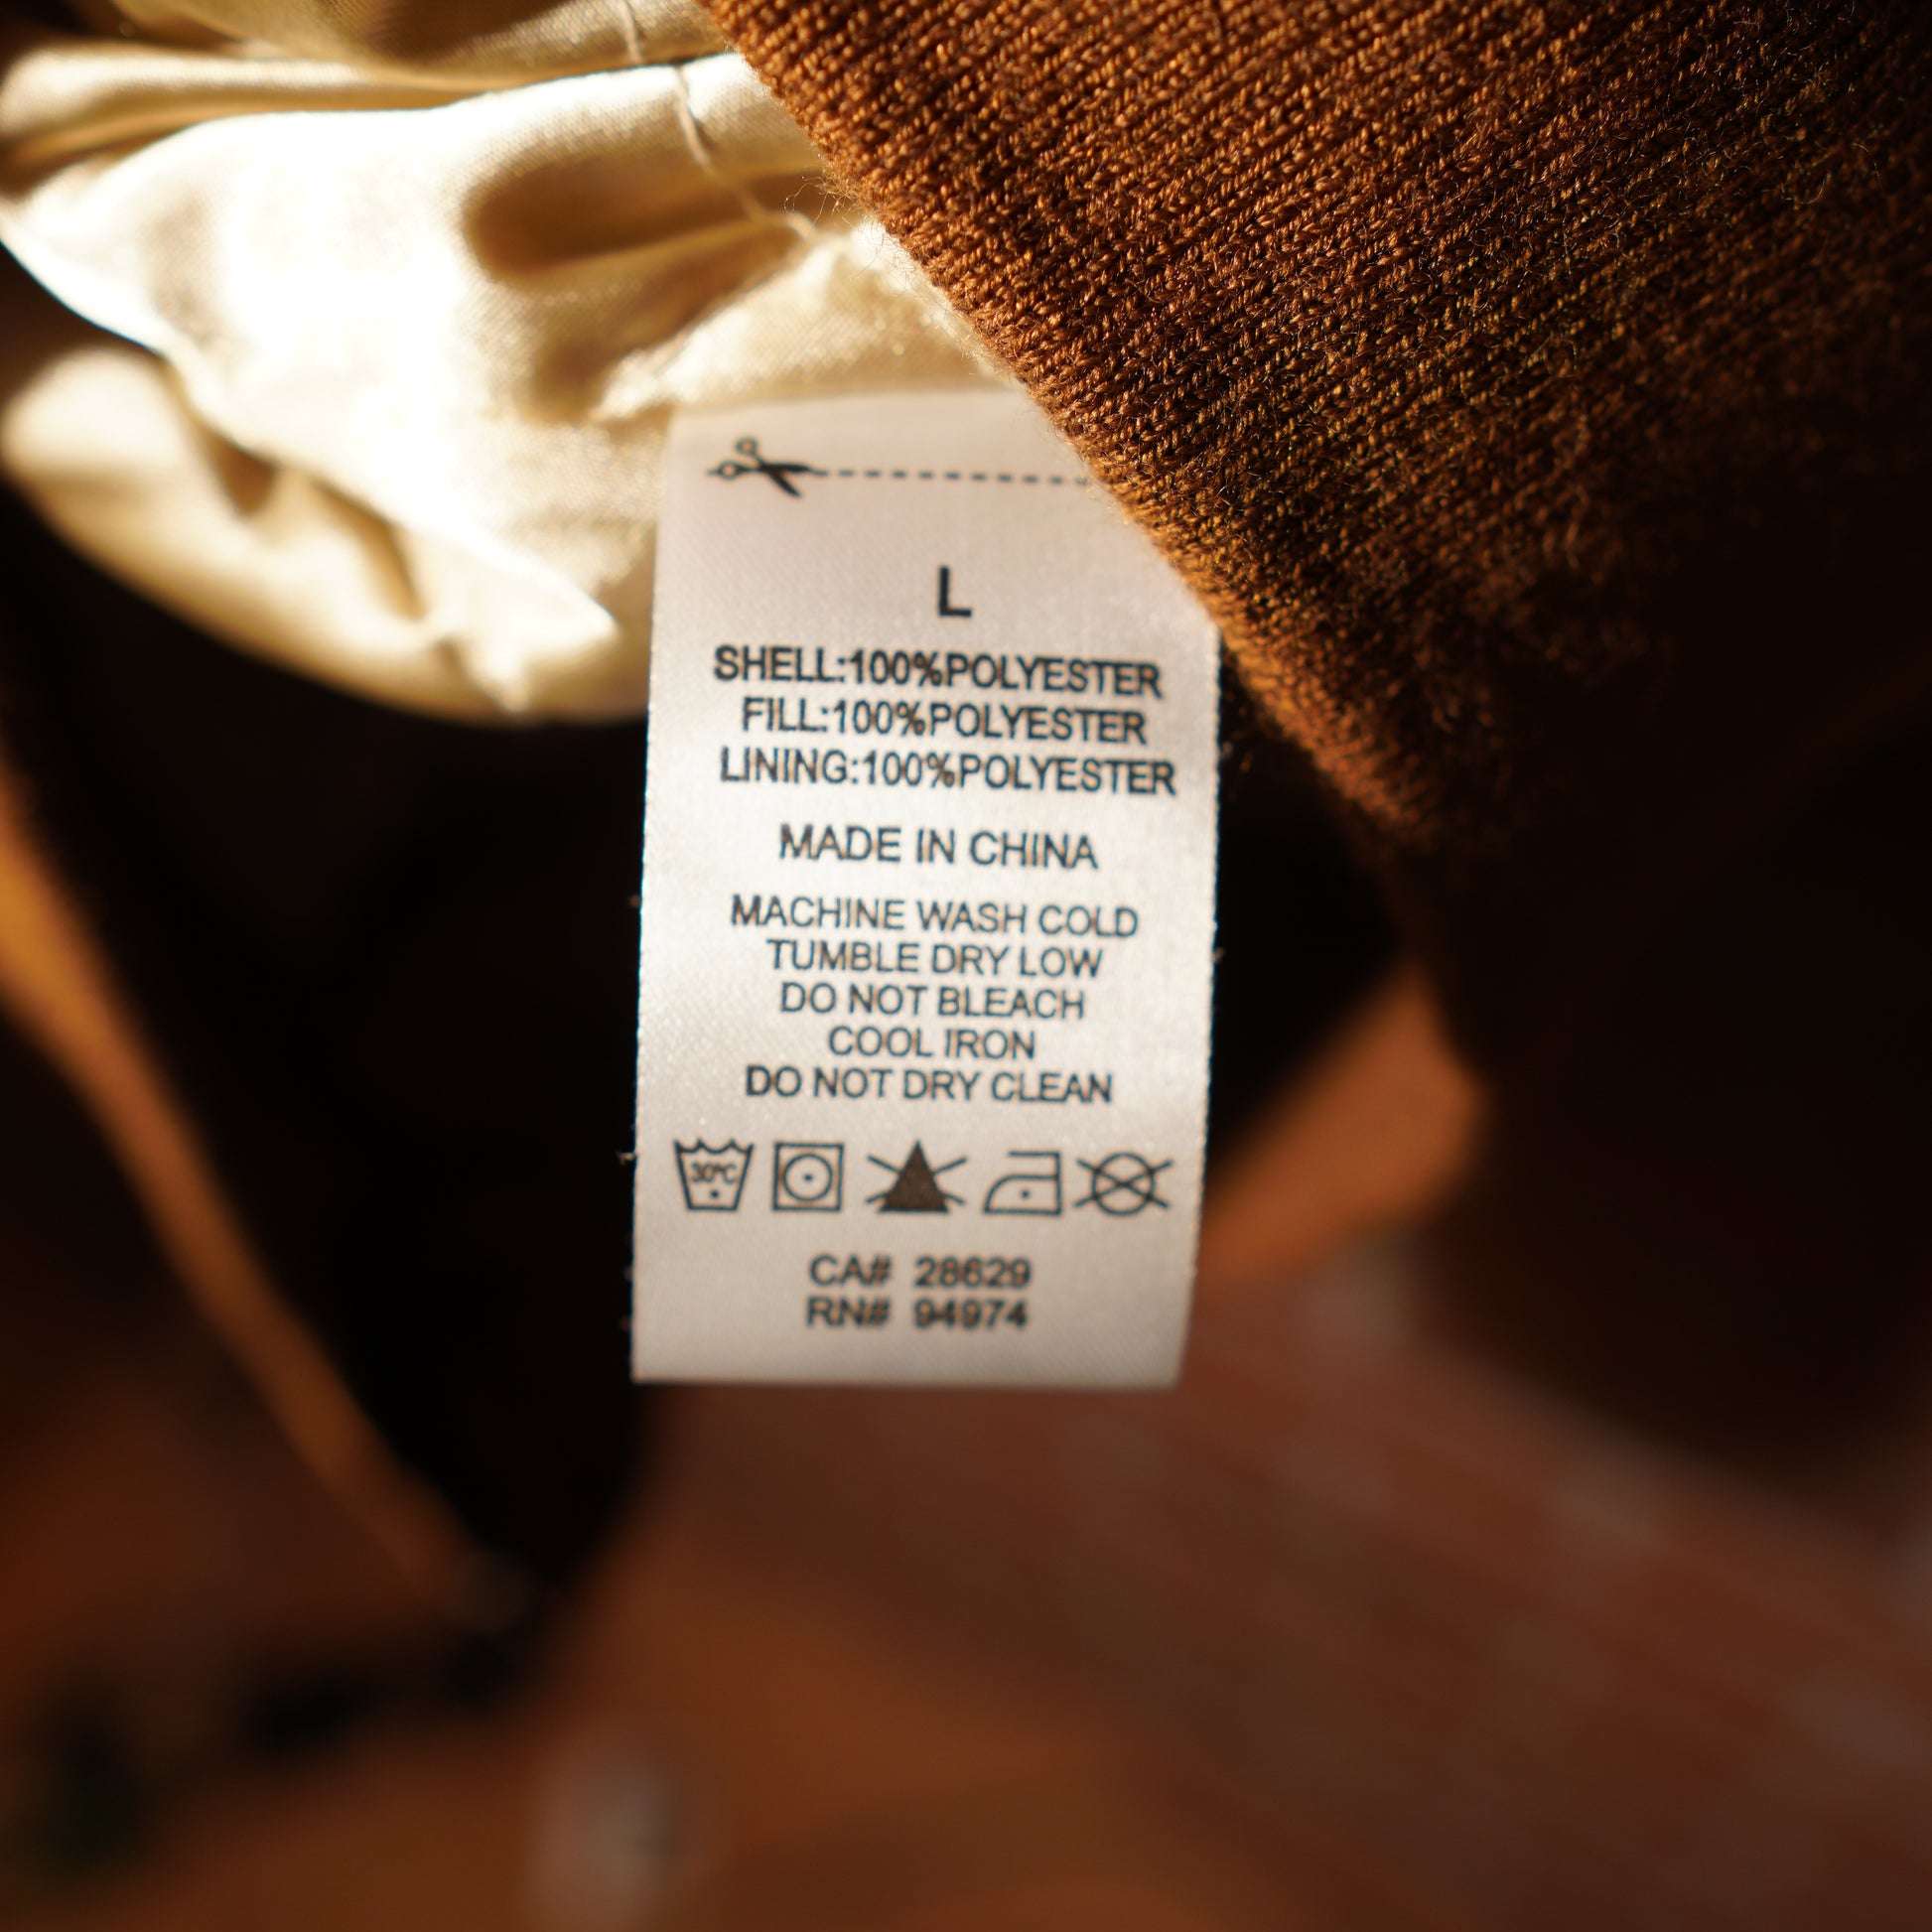 L
SHELL:100%POLYESTER
FILL:100%POLYESTER
LINING:100%POLYESTER
MADE IN CHINA
MACHINE WASH COLD
TUMBLE DRY LOW
DO NOT BLEACH
COOL IRON
DO NOT DRY CLEAN
30°C
CA# 28629
RN# 94974